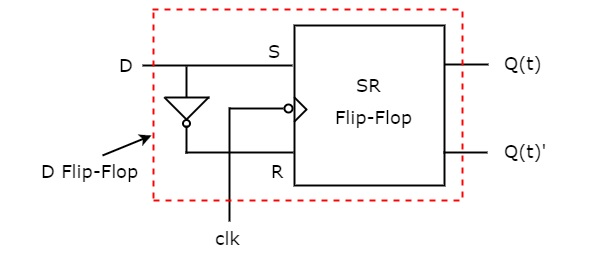 D
S
SR
Flip-Flop
Q(t)
D Flip-Flop
R
Q(t)'
clk